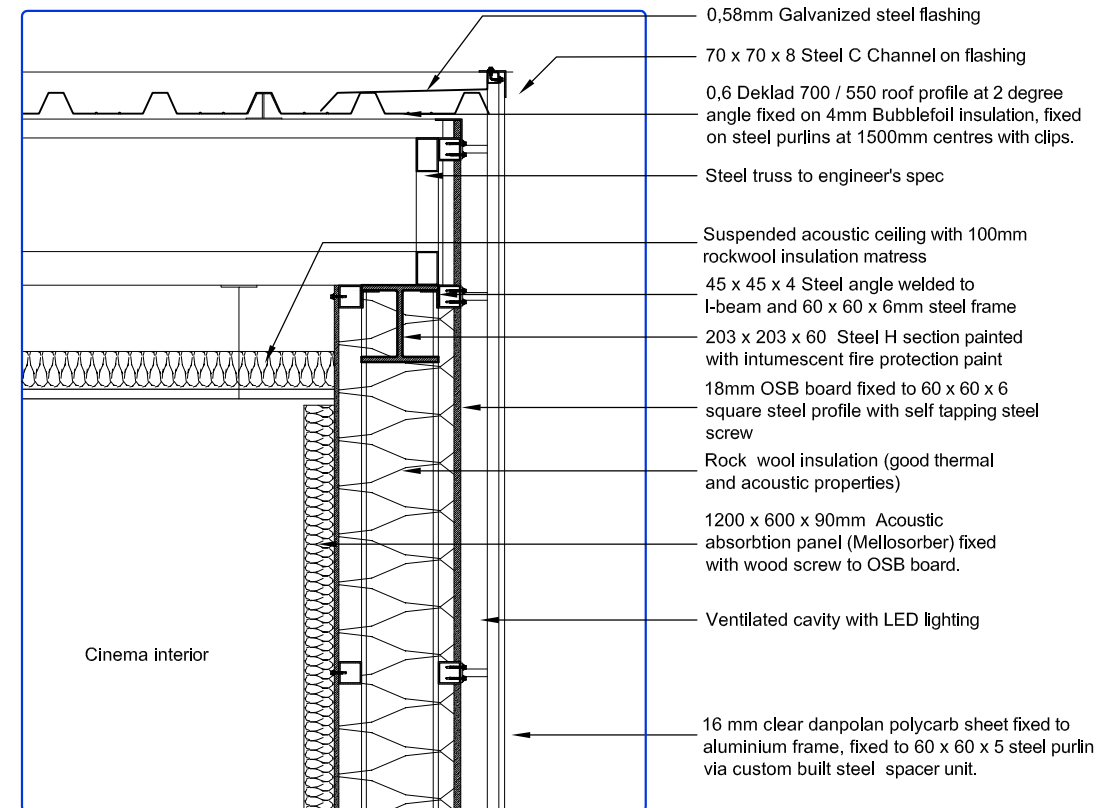 0,58mm Galvanized steel flashing
70 x 70 x 8 Steel C Channel on flashing
0,6 Deklad 700 / 550 roof profile at 2 degree
angle fixed on 4mm Bubblefoil insulation, fixed
on steel purlins at 1500mm centres with clips.
Steel truss to engineer's spec
Suspended acoustic ceiling with 100mm
rockwool insulation matress
45 x 45 x 4 Steel angle welded to
I-beam and 60 x 60 x 6mm steel frame
203 x 203 x 60 Steel H section painted
with intumescent fire protection paint
18mm OSB board fixed to 60 x 60 x 6
square steel profile with self tapping steel
screw
Rock wool insulation (good thermal
and acoustic properties)
1200 x 600 x 90mm Acoustic
absorbtion panel (Mellosorber) fixed
with wood screw to OSB board.
Ventilated cavity with LED lighting
Cinema interior
16 mm clear danpolan polycarb sheet fixed to
aluminium frame, fixed to 60 x 60 x 5 steel purlin
via custom built steel spacer unit.